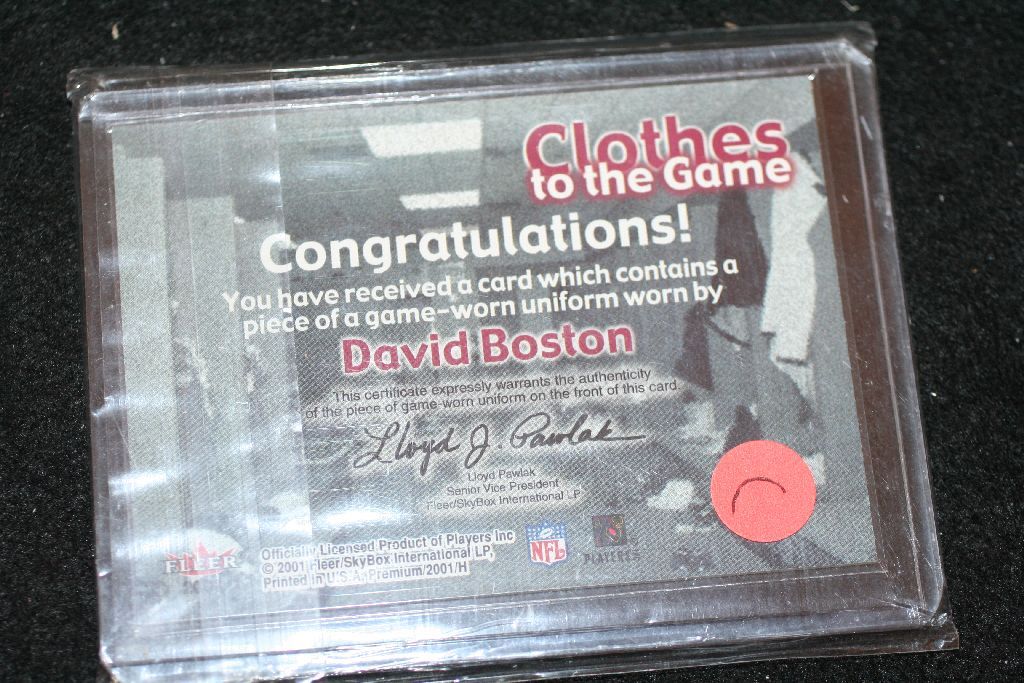 Clothes
to the Game
Congratulations!
You have received a card which contains a
piece of a game-worn uniform worn by
David Boston
This certificate expressly warrants the authenticity
of the piece of game-worn uniform on the front of this card.
Lloyd J. Pawlak
Lloyd Pawlak
Senior Vice President
Fleer/SkyBox International LP
FLEER
Officially Licensed Product of Players Inc
© 2001 Fleer/SkyBox International LP,
Printed in U.S.A. Premium/2001/H
NFL
PLAYERS